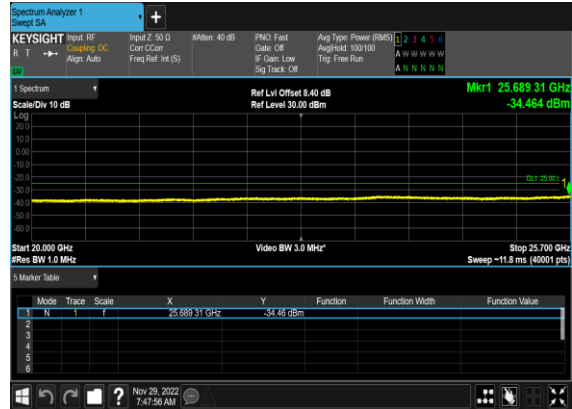 Spectrum Analyzer 1
Swept SA
+
KEYSIGHT Input: RF Input Z: 50 Ω #Atten: 40 dB PNO: Fast Avg Type: Power (RMS) 1 2 3 4 5 6
R T Coupling: DC Corr CCorr Gate: Off Avg|Hold: 100/100 A W W W W W
Align: Auto Freq Ref: Int (S) IF Gain: Low Trig: Free Run
Sig Track: Off A N N N N N
1 Spectrum Ref Lvl Offset 8.40 dB Mkr1 25.689 31 GHz
Scale/Div 10 dB Ref Level 30.00 dBm -34.464 dBm
Log
20.0
10.0
0.00
-10.0
-20.0
DL1 -25.00
1
-30.0
-40.0
-50.0
-60.0
Start 20.000 GHz Video BW 3.0 MHz* Stop 25.700 GHz
#Res BW 1.0 MHz Sweep ~11.8 ms (40001 pts)
5 Marker Table
Mode Trace Scale X Y Function Function Width Function Value
1 N 1 f 25.689 31 GHz -34.46 dBm
2
3
4
5
6
? Nov 29, 2022
7:47:56 AM